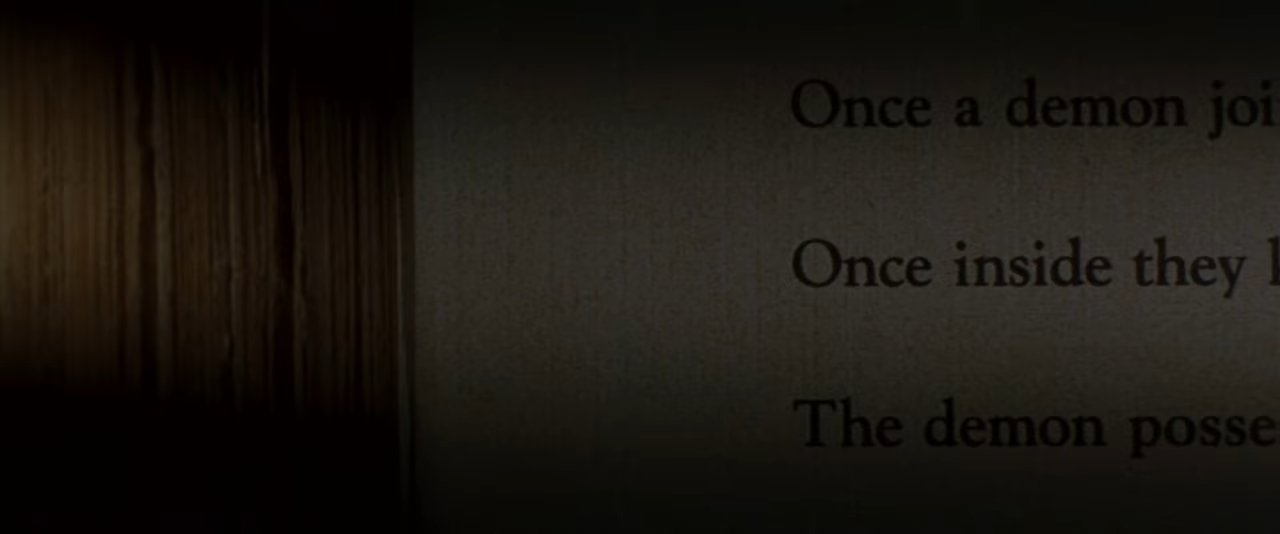 Once a demon joi
Once inside they
The demon posse